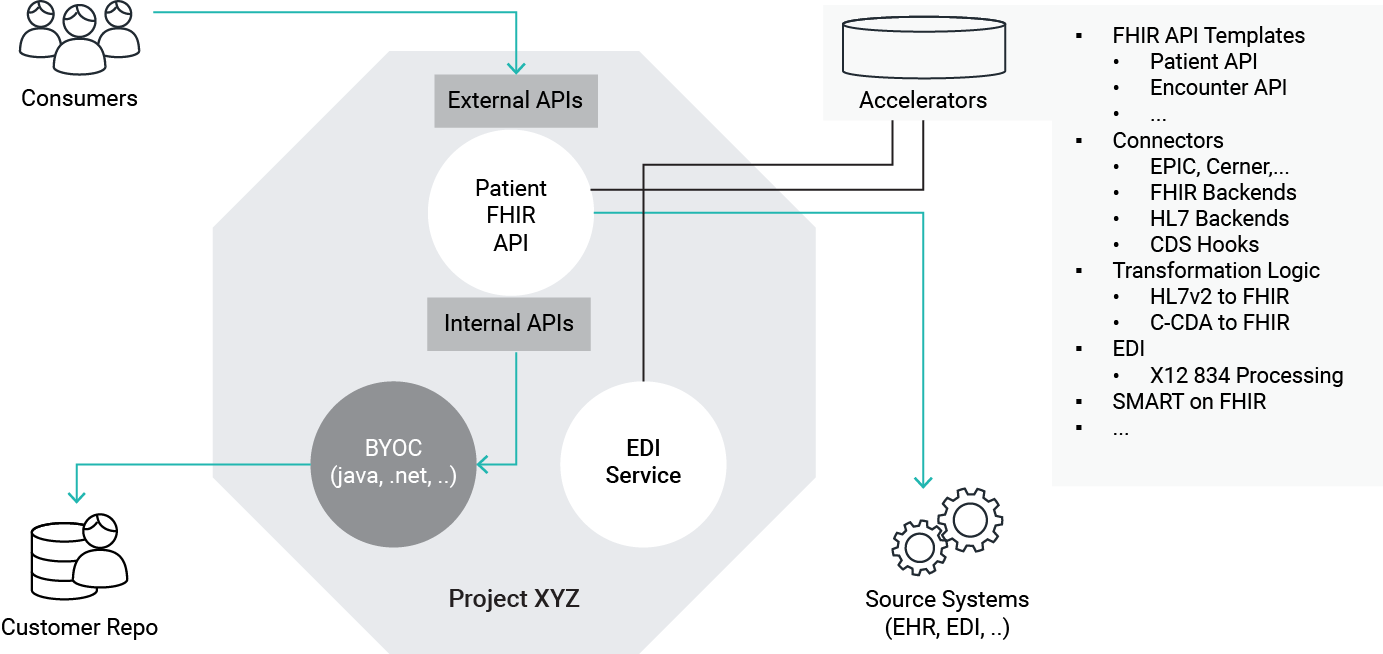 Consumers
External APIs
Patient
FHIR
API
Internal APIs
BYOC
(java, .net, ..)
EDI
Service
Project XYZ
Customer Repo
Accelerators
Source Systems
(EHR, EDI, ..)
▪ FHIR API Templates
• Patient API
• Encounter API
• ...
▪ Connectors
• EPIC, Cerner,...
• FHIR Backends
• HL7 Backends
• CDS Hooks
▪ Transformation Logic
• HL7v2 to FHIR
• C-CDA to FHIR
▪ EDI
• X12 834 Processing
▪ SMART on FHIR
▪ ...